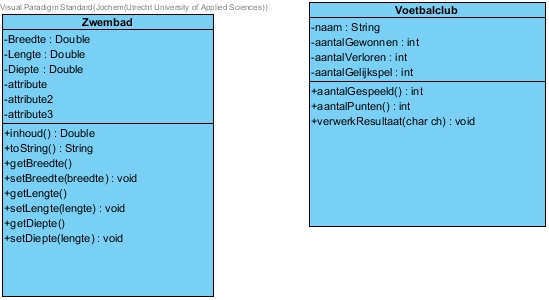 Visual Paradigm Standard(Jochem(Utrecht University of Applied Sciences))
Zwembad
-Breedte : Double
-Lengte : Double
-Diepte : Double
-attribute
-attribute2
-attribute3
+inhoud() : Double
+toString() : String
+getBreedte()
+setBreedte(breedte) : void
+getLengte()
+setLengte(lengte) : void
+getDiepte()
+setDiepte(lengte) : void
Voetbalclub
-naam : String
-aantalGewonnen : int
-aantalVerloren : int
-aantalGelijkspel : int
+aantalGespeeld() : int
+aantalPunten() : int
+verwerkResultaat(char ch) : void